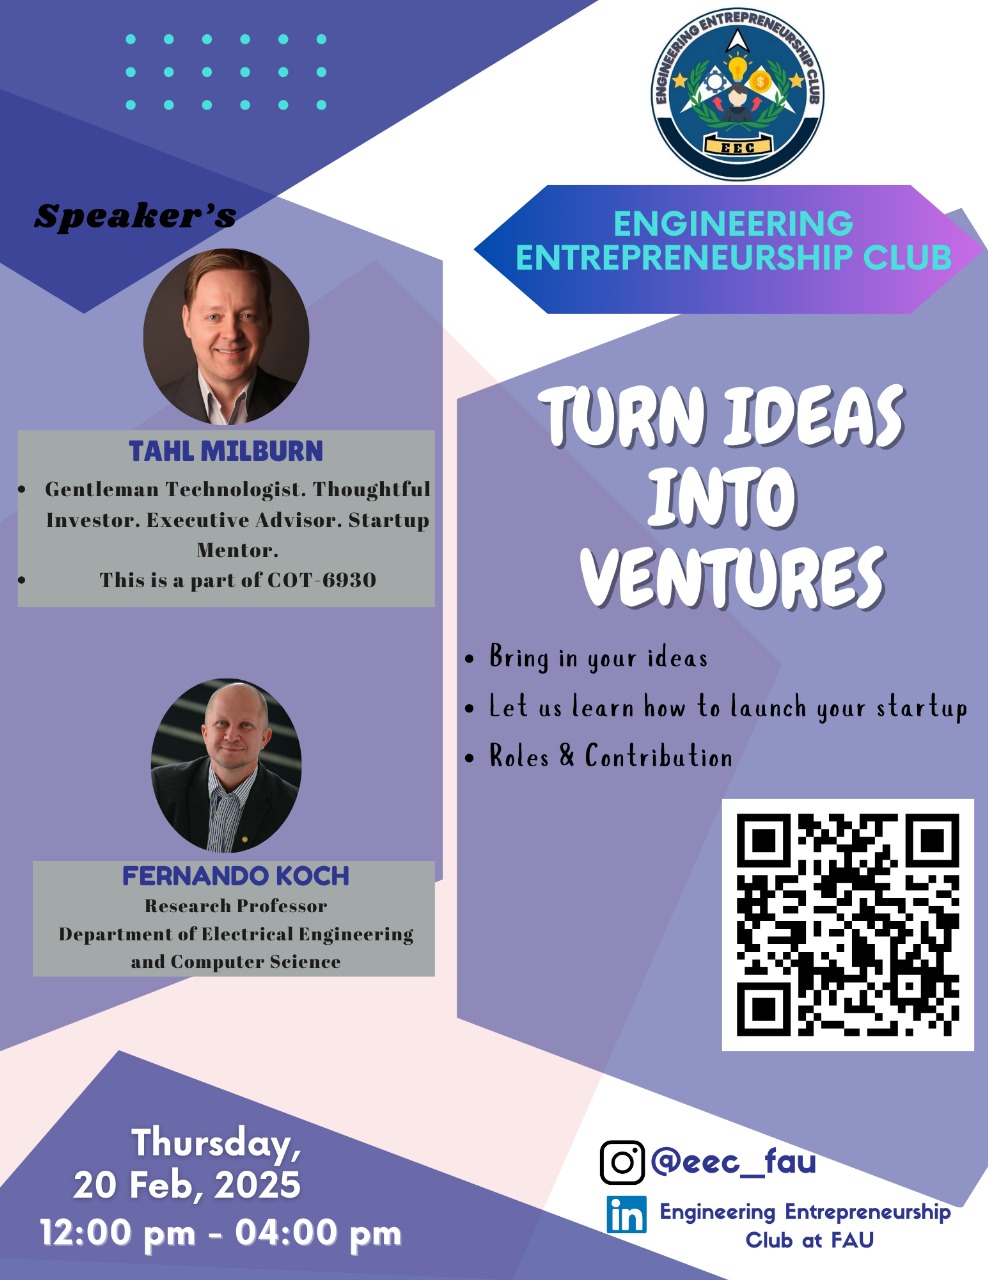 ENGINEERING ENTREPRENEURSHIP CLUB
EEC
ENGINEERING
ENTREPRENEURSHIP CLUB
Speaker's
TAHL MILBURN
• Gentleman Technologist. Thoughtful
Investor. Executive Advisor. Startup
Mentor.
• This is a part of COT-6930
FERNANDO KOCH
Research Professor
Department of Electrical Engineering
and Computer Science
TURN IDEAS
INTO
VENTURES
• Bring in your ideas
• Let us learn how to launch your startup
• Roles & Contribution
Thursday,
20 Feb, 2025
12:00 pm - 04:00 pm
@eec_fau
in
Engineering Entrepreneurship
Club at FAU